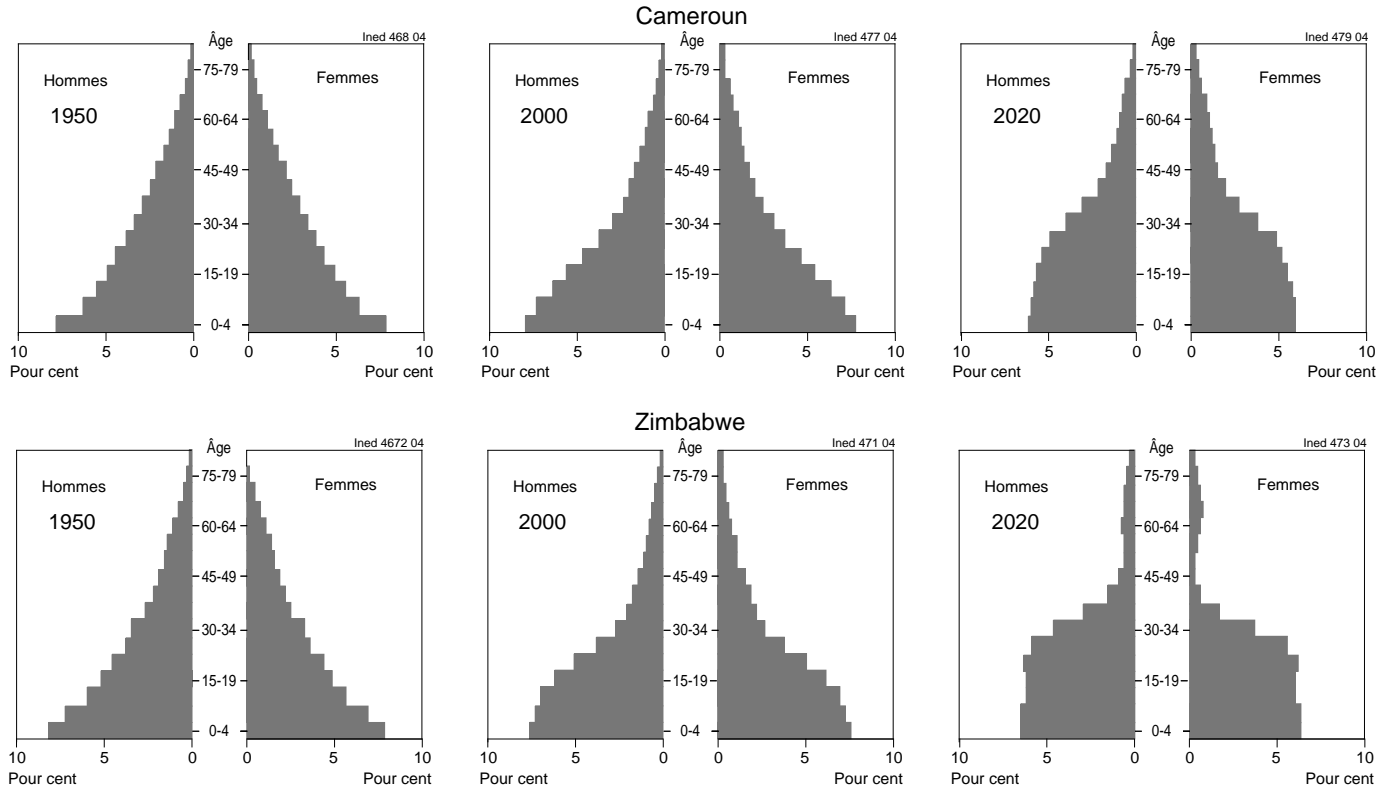 Cameroun
Âge Ined 468 04
Hommes Femmes
1950
75-79
60-64
45-49
30-34
15-19
0-4
10 5 0 0 5 10
Pour cent Pour cent
Âge Ined 477 04
Hommes Femmes
2000
75-79
60-64
45-49
30-34
15-19
0-4
10 5 0 0 5 10
Pour cent Pour cent
Âge Ined 479 04
Hommes Femmes
2020
75-79
60-64
45-49
30-34
15-19
0-4
10 5 0 0 5 10
Pour cent Pour cent
Zimbabwe
Âge Ined 4672 04
Hommes Femmes
1950
75-79
60-64
45-49
30-34
15-19
0-4
10 5 0 0 5 10
Pour cent Pour cent
Âge Ined 471 04
Hommes Femmes
2000
75-79
60-64
45-49
30-34
15-19
0-4
10 5 0 0 5 10
Pour cent Pour cent
Âge Ined 473 04
Hommes Femmes
2020
75-79
60-64
45-49
30-34
15-19
0-4
10 5 0 0 5 10
Pour cent Pour cent